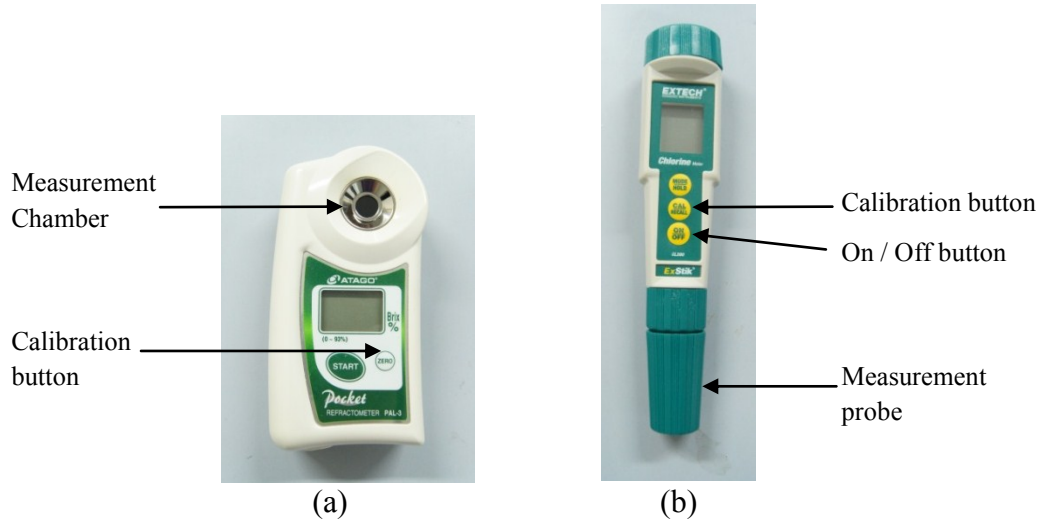 Measurement
Chamber
Calibration
button
ATAGO
Brix
%
(0 - 93%)
START
ZERO
Pocket
REFRACTOMETER PAL-3
(a)
EXTECH
Chlorine Meter
MODE
HOLD
CAL
RECALL
ON
OFF
ExStik
Calibration button
On / Off button
Measurement
probe
(b)